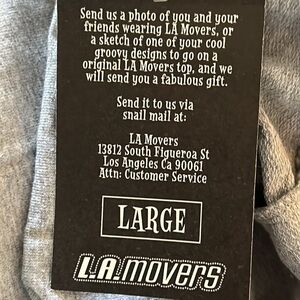 Send us a photo of you and your
friends wearing LA Movers, or
a sketch of one of your cool
groovy designs to go on a
original LA Movers top, and we
will send you a fabulous gift.
Send it to us via
snail mail at:
LA Movers
13812 South Figueroa St
Los Angeles Ca 90061
Attn: Customer Service
LARGE
L.A.movers